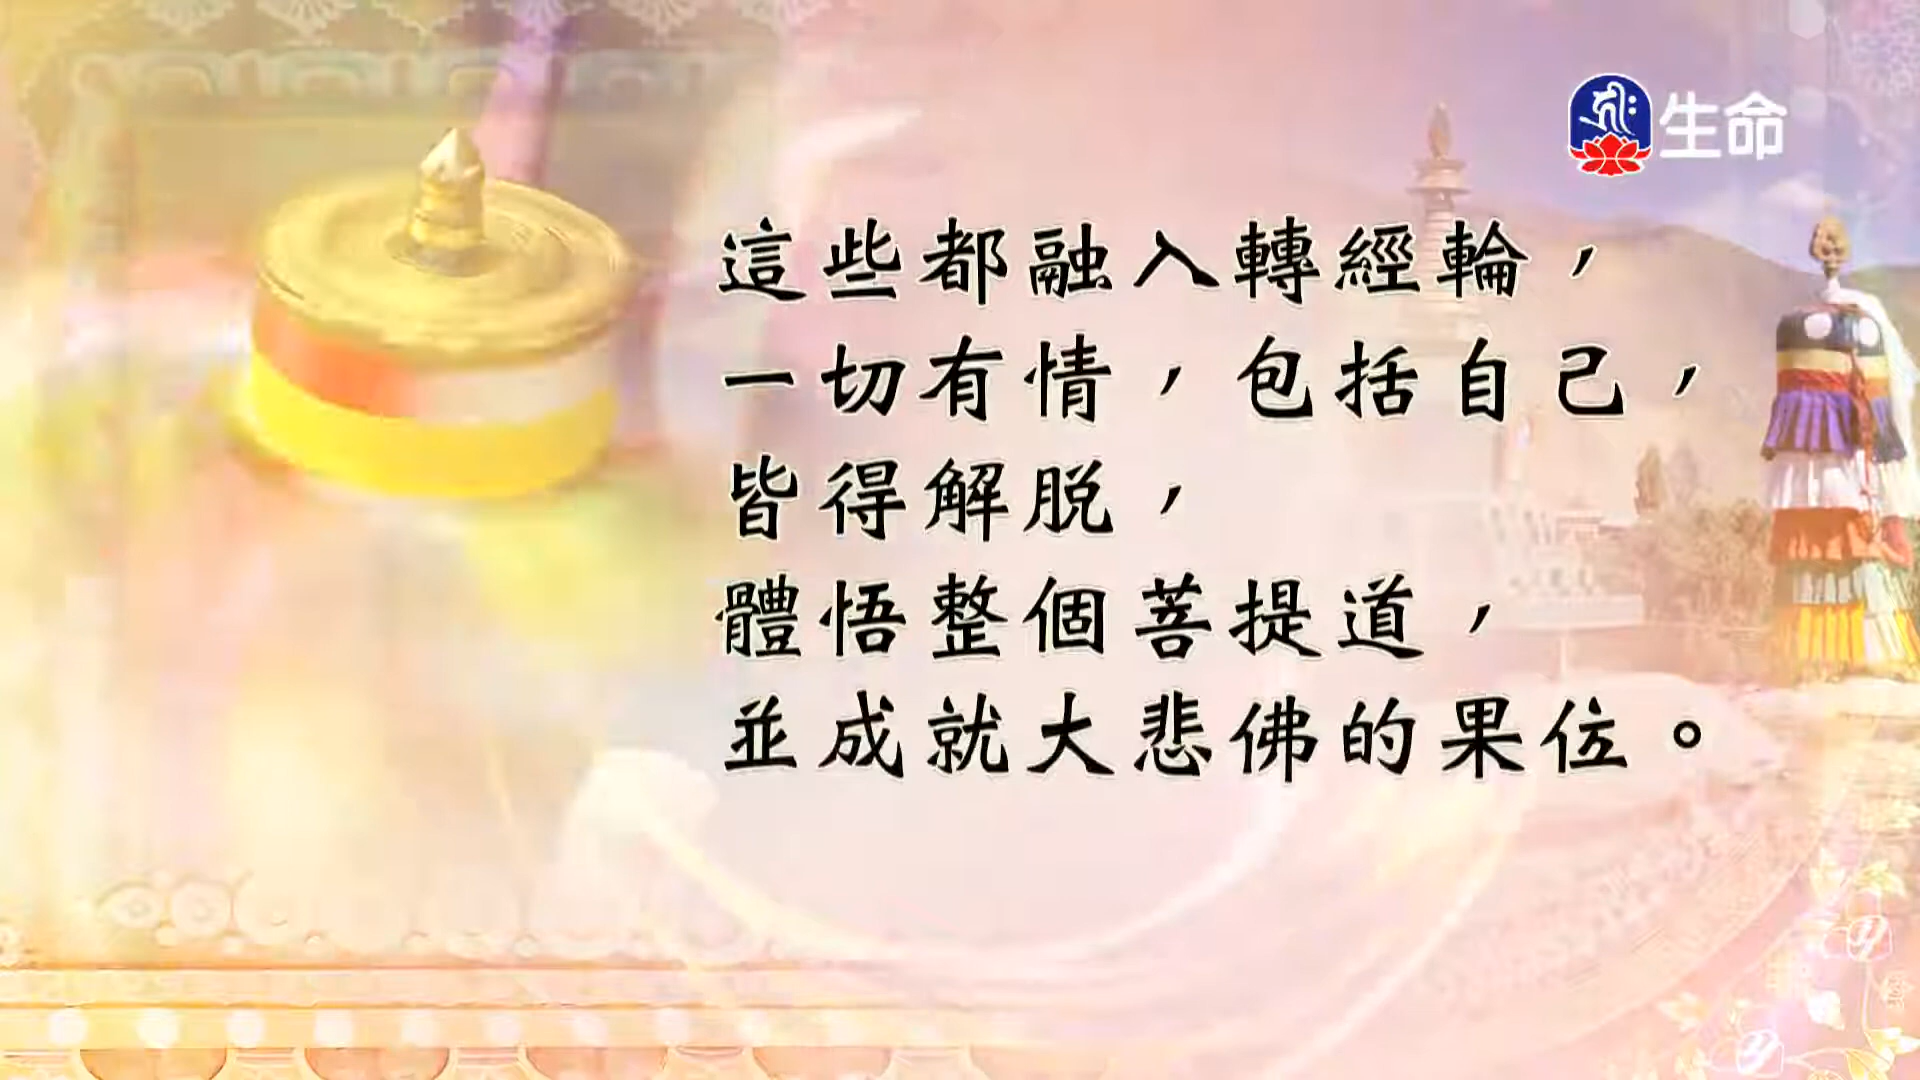 生命
這些都融入轉經輪，
一切有情，包括自己，
皆得解脫，
體悟整個菩提道，
並成就大悲佛的果位。